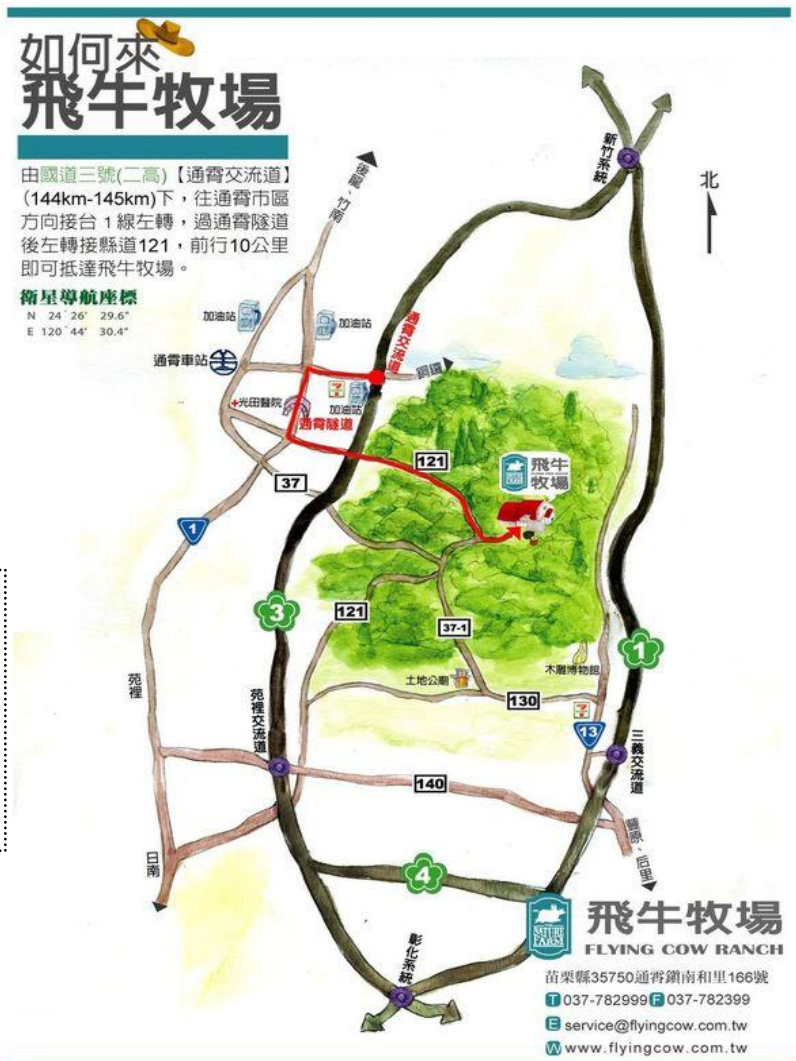 如何來
飛牛牧場
由國道三號(二高)【通霄交流道】
(144km-145km)下，往通霄市區
方向接台1線左轉，過通霄隧道
後左轉接縣道121，前行10公里
即可抵達飛牛牧場。
衛星導航座標
N 24°26' 29.6"
E 120°44' 30.4"
後龍、竹南
新竹系統
北
加油站
加油站
通霄交流道
通霄車站
銅鑼
光田醫院
7
加油站
通霄隧道
121
飛牛
牧場
37
1
3
121
37-1
1
木雕博物館
土地公廟
苑裡
130
7
苑裡交流道
13
三義交流道
140
豐原、后里
日南
4
彰化系統
NATURE
FARM
飛牛牧場
FLYING COW RANCH
苗栗縣35750通霄鎮南和里166號
T 037-782999 F 037-782399
E service@flyingcow.com.tw
W www.flyingcow.com.tw